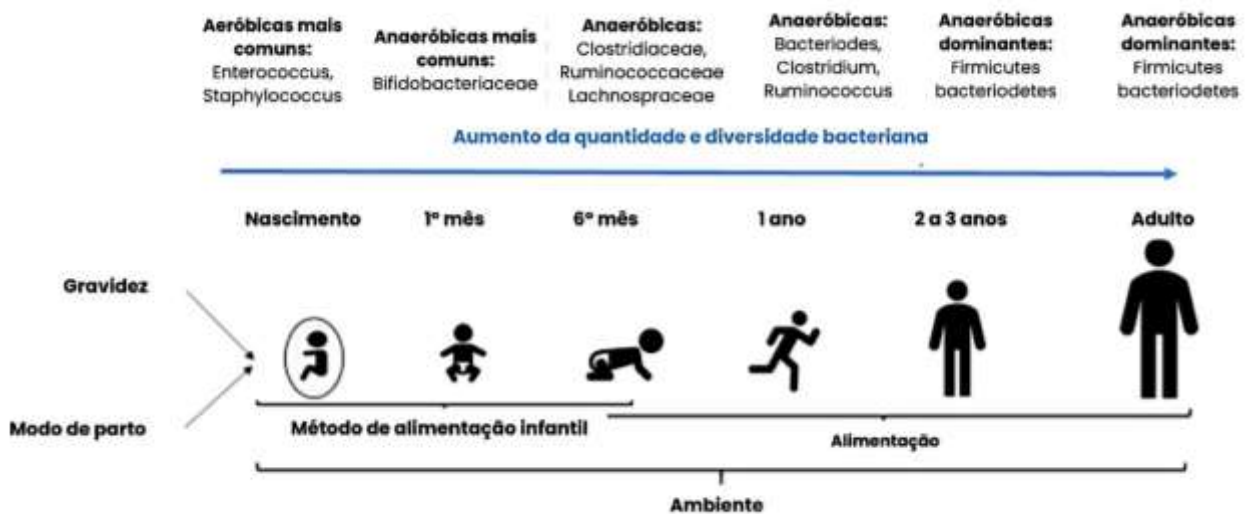 Aeróbicas mais
comuns:
Enterococcus,
Staphylococcus
Anaeróbicas mais
comuns:
Bifidobacteriaceae
Anaeróbicas:
Clostridiaceae,
Ruminococcaceae
Lachnospraceae
Anaeróbicas:
Bacteriodes,
Clostridium,
Ruminococcus
Anaeróbicas
dominantes:
Firmicutes
bacteriodetes
Anaeróbicas
dominantes:
Firmicutes
bacteriodetes
Aumento da quantidade e diversidade bacteriana
Nascimento
1º mês
6º mês
1 ano
2 a 3 anos
Adulto
Gravidez
Modo de parto
Método de alimentação infantil
Alimentação
Ambiente